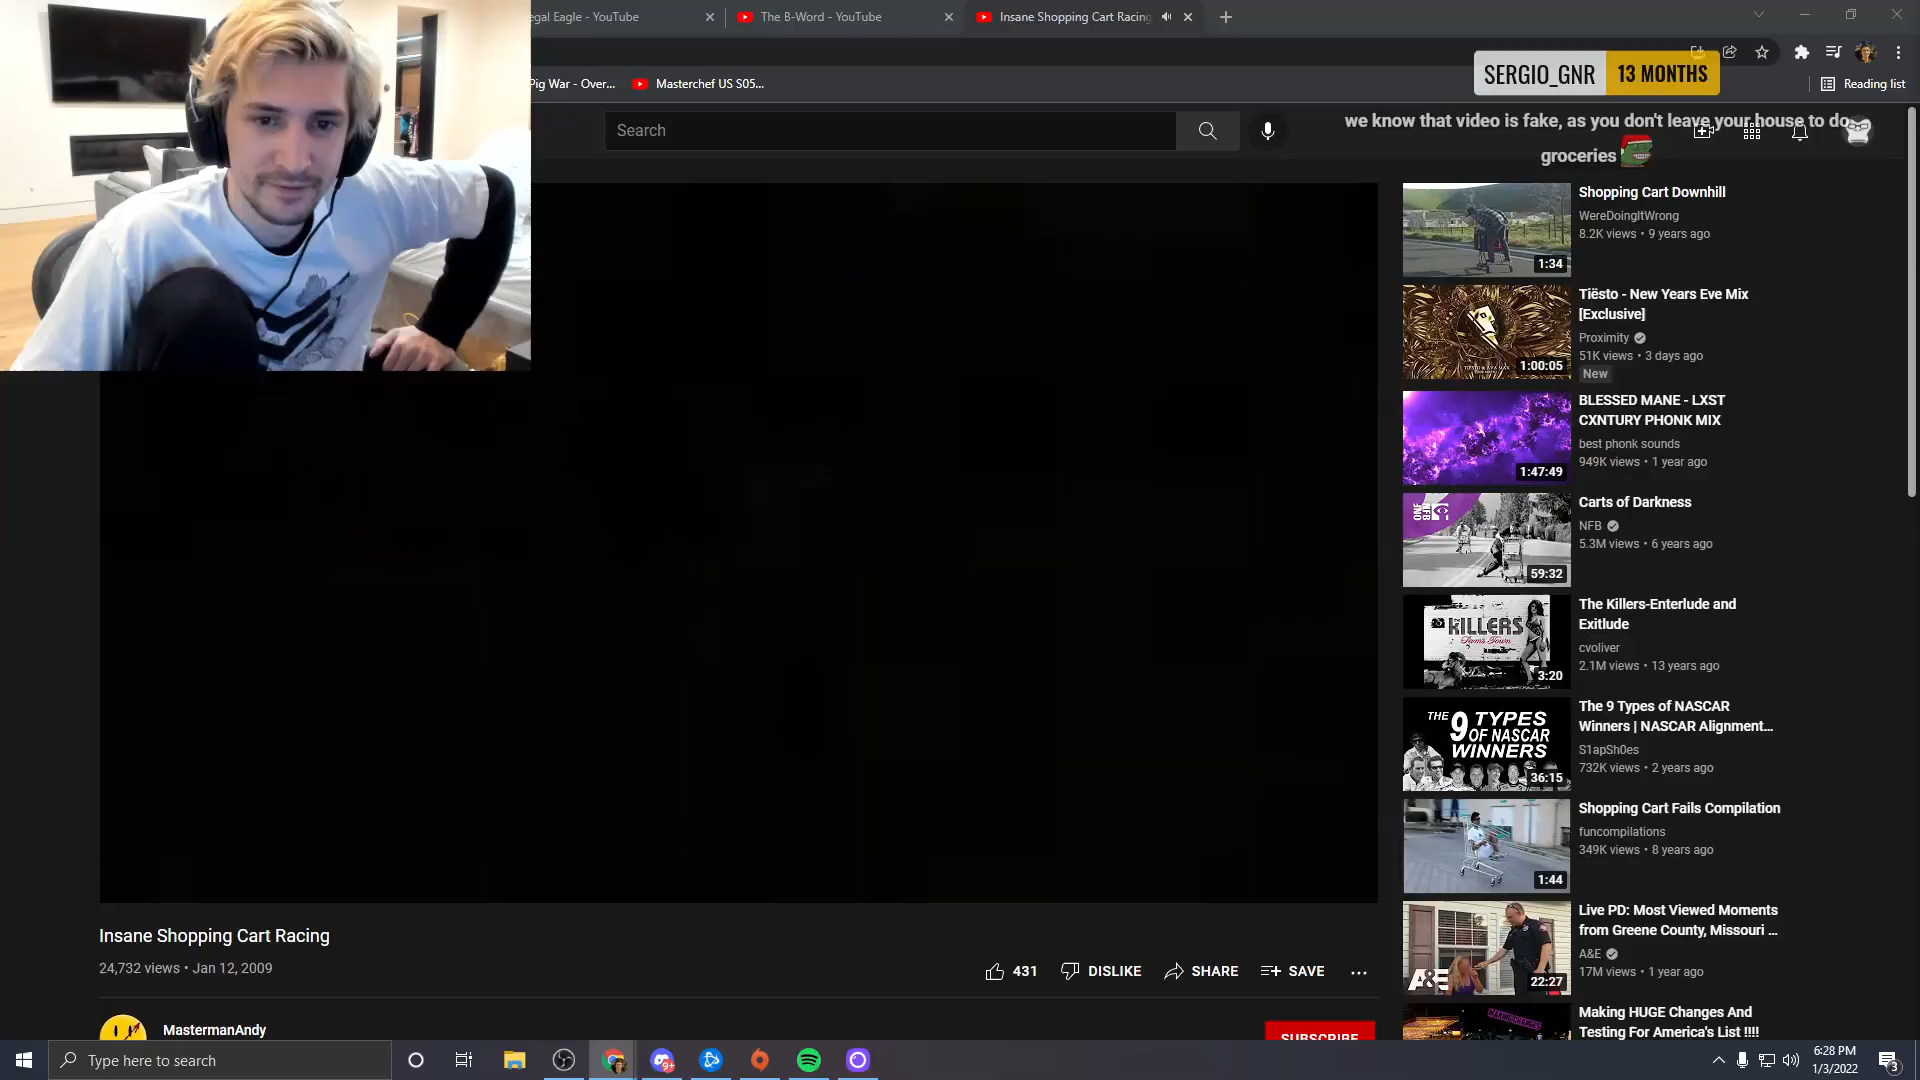 egal Eagle - YouTube
The B-Word - YouTube
Insane Shopping Cart Racing
Pig War - Over...
Masterchef US S05...
SERGIO_GNR
13 MONTHS
Reading list
Search
we know that video is fake, as you don't leave your house to do
groceries
Shopping Cart Downhill
WereDoingItWrong
8.2K views • 9 years ago
1:34
Tiësto - New Years Eve Mix
[Exclusive]
Proximity
51K views • 3 days ago
New
1:00:05
BLESSED MANE - LXST
CXNTURY PHONK MIX
best phonk sounds
949K views • 1 year ago
1:47:49
Carts of Darkness
NFB
5.3M views • 6 years ago
59:32
The Killers-Enterlude and
Exitlude
cvoliver
2.1M views • 13 years ago
KILLERS
Sam's Town
3:20
The 9 Types of NASCAR
Winners | NASCAR Alignment...
S1apSh0es
732K views • 2 years ago
THE 9 TYPES
OF NASCAR
WINNERS
36:15
Shopping Cart Fails Compilation
funcompilations
349K views • 8 years ago
1:44
Live PD: Most Viewed Moments
from Greene County, Missouri ...
A&E
17M views • 1 year ago
A&E
22:27
Making HUGE Changes And
Testing For America's List !!!!
Insane Shopping Cart Racing
24,732 views • Jan 12, 2009
431
DISLIKE
SHARE
SAVE
MastermanAndy
SUBSCRIBE
Type here to search
9+
6:28 PM
1/3/2022
3